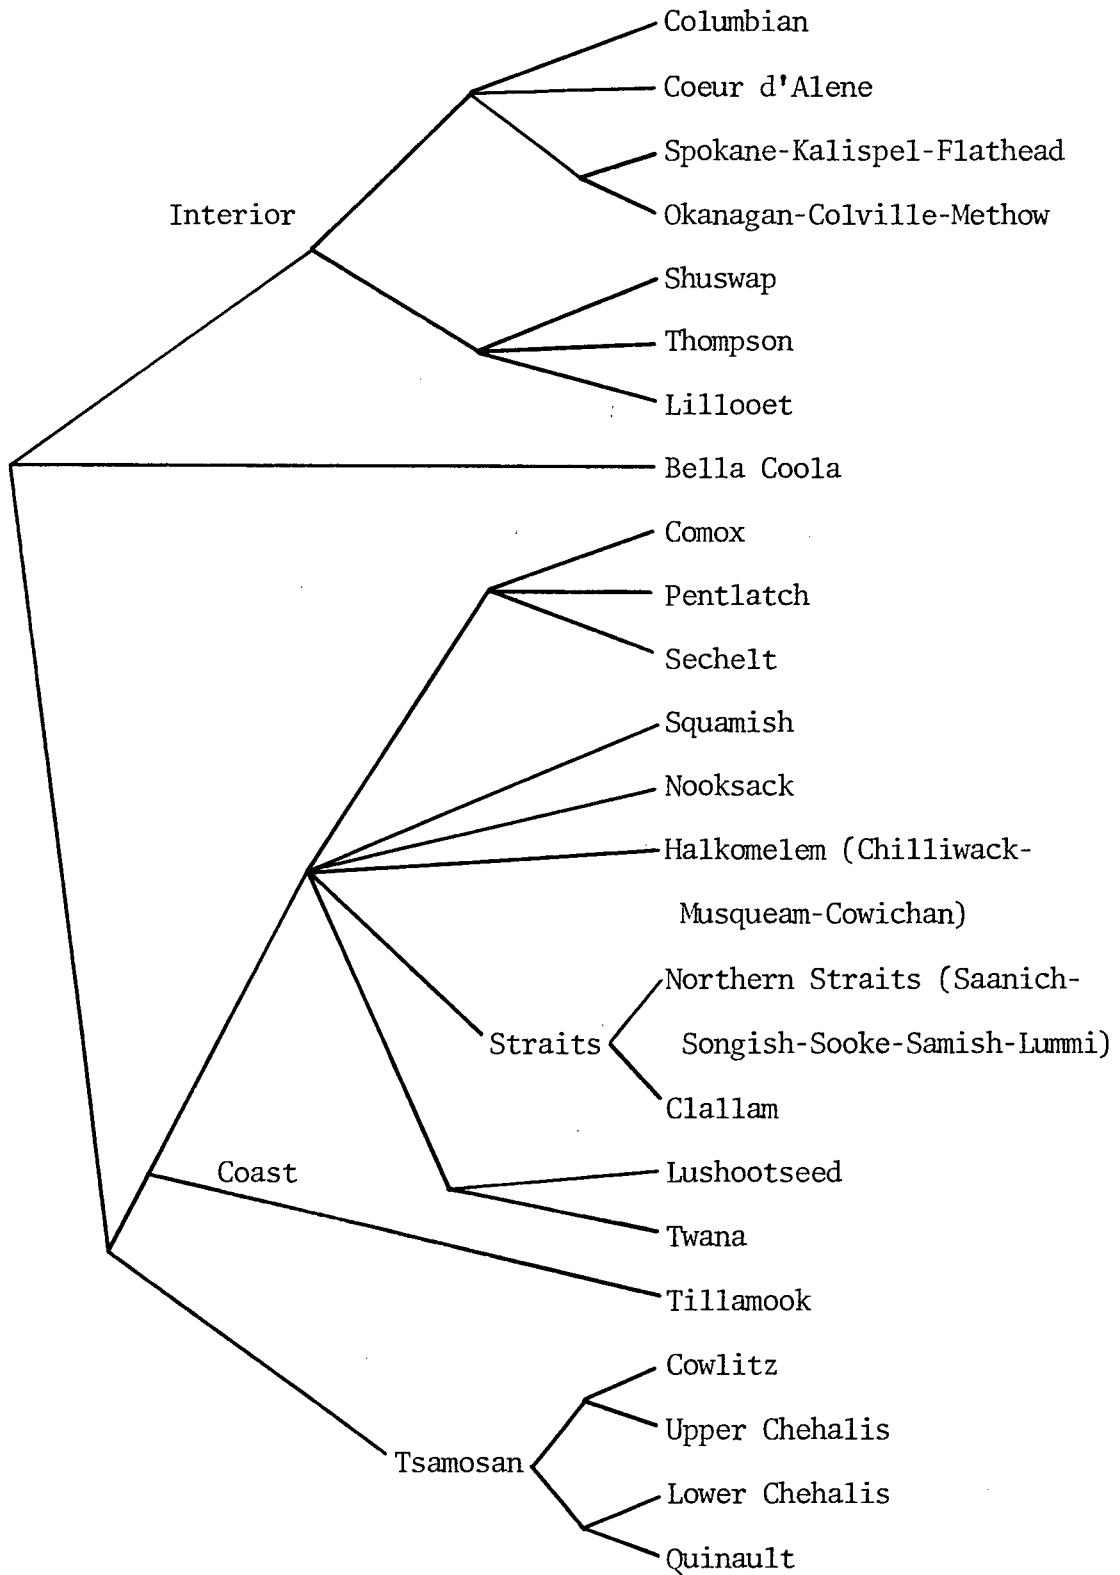 Columbian
Coeur d'Alene
Spokane-Kalispel-Flathead
Okanagan-Colville-Methow
Interior
Shuswap
Thompson
Lillooet
Bella Coola
Comox
Pentlatch
Sechelt
Squamish
Nooksack
Halkomelem (Chilliwack-
Musqueam-Cowichan)
Northern Straits (Saanich-
Straits
Songish-Sooke-Samish-Lummi)
Clallam
Coast
Lushootseed
Twana
Tillamook
Cowlitz
Upper Chehalis
Tsamosan
Lower Chehalis
Quinault